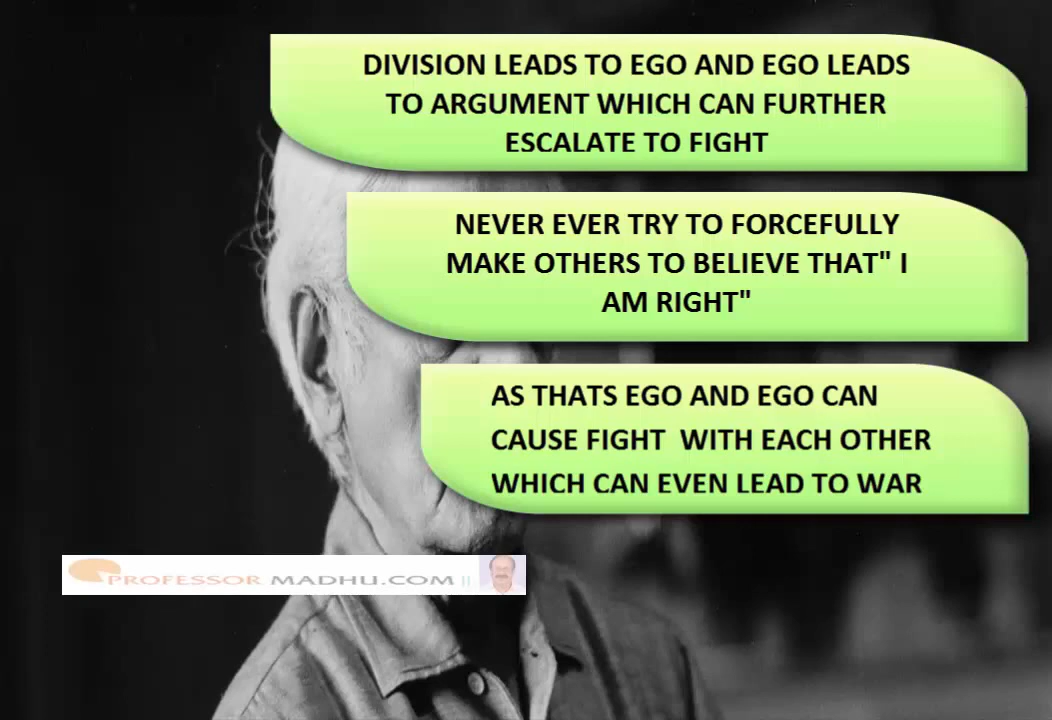 DIVISION LEADS TO EGO AND EGO LEADS
TO ARGUMENT WHICH CAN FURTHER
ESCALATE TO FIGHT
NEVER EVER TRY TO FORCEFULLY
MAKE OTHERS TO BELIEVE THAT" I
AM RIGHT"
AS THATS EGO AND EGO CAN
CAUSE FIGHT  WITH EACH OTHER
WHICH CAN EVEN LEAD TO WAR
PROFESSOR MADHU.COM ||